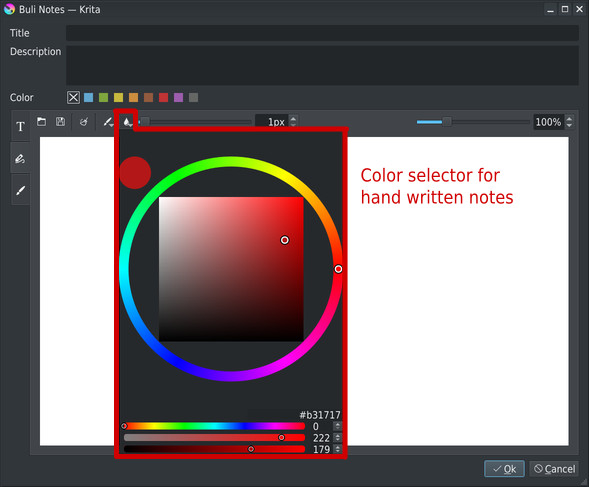 Buli Notes — Krita
Title
Description
Color
T
1px
100%
Color selector for
hand written notes
#b31717
0
222
179
Ok
Cancel